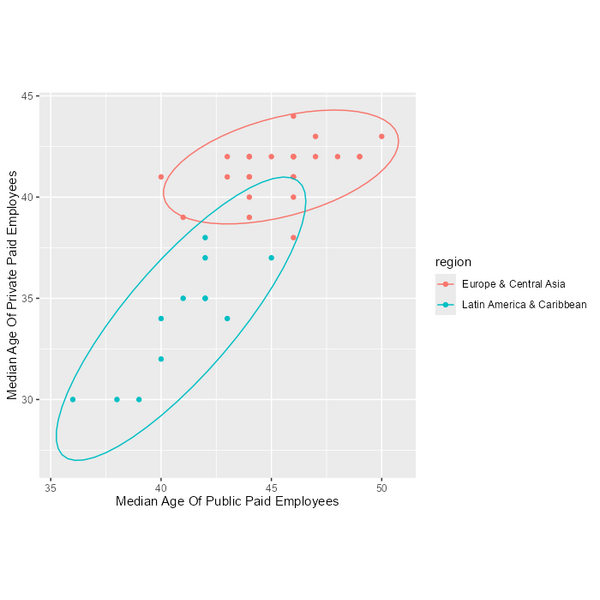 45
40
35
30
Median Age Of Private Paid Employees
35 40 45 50
Median Age Of Public Paid Employees
region
Europe & Central Asia
Latin America & Caribbean